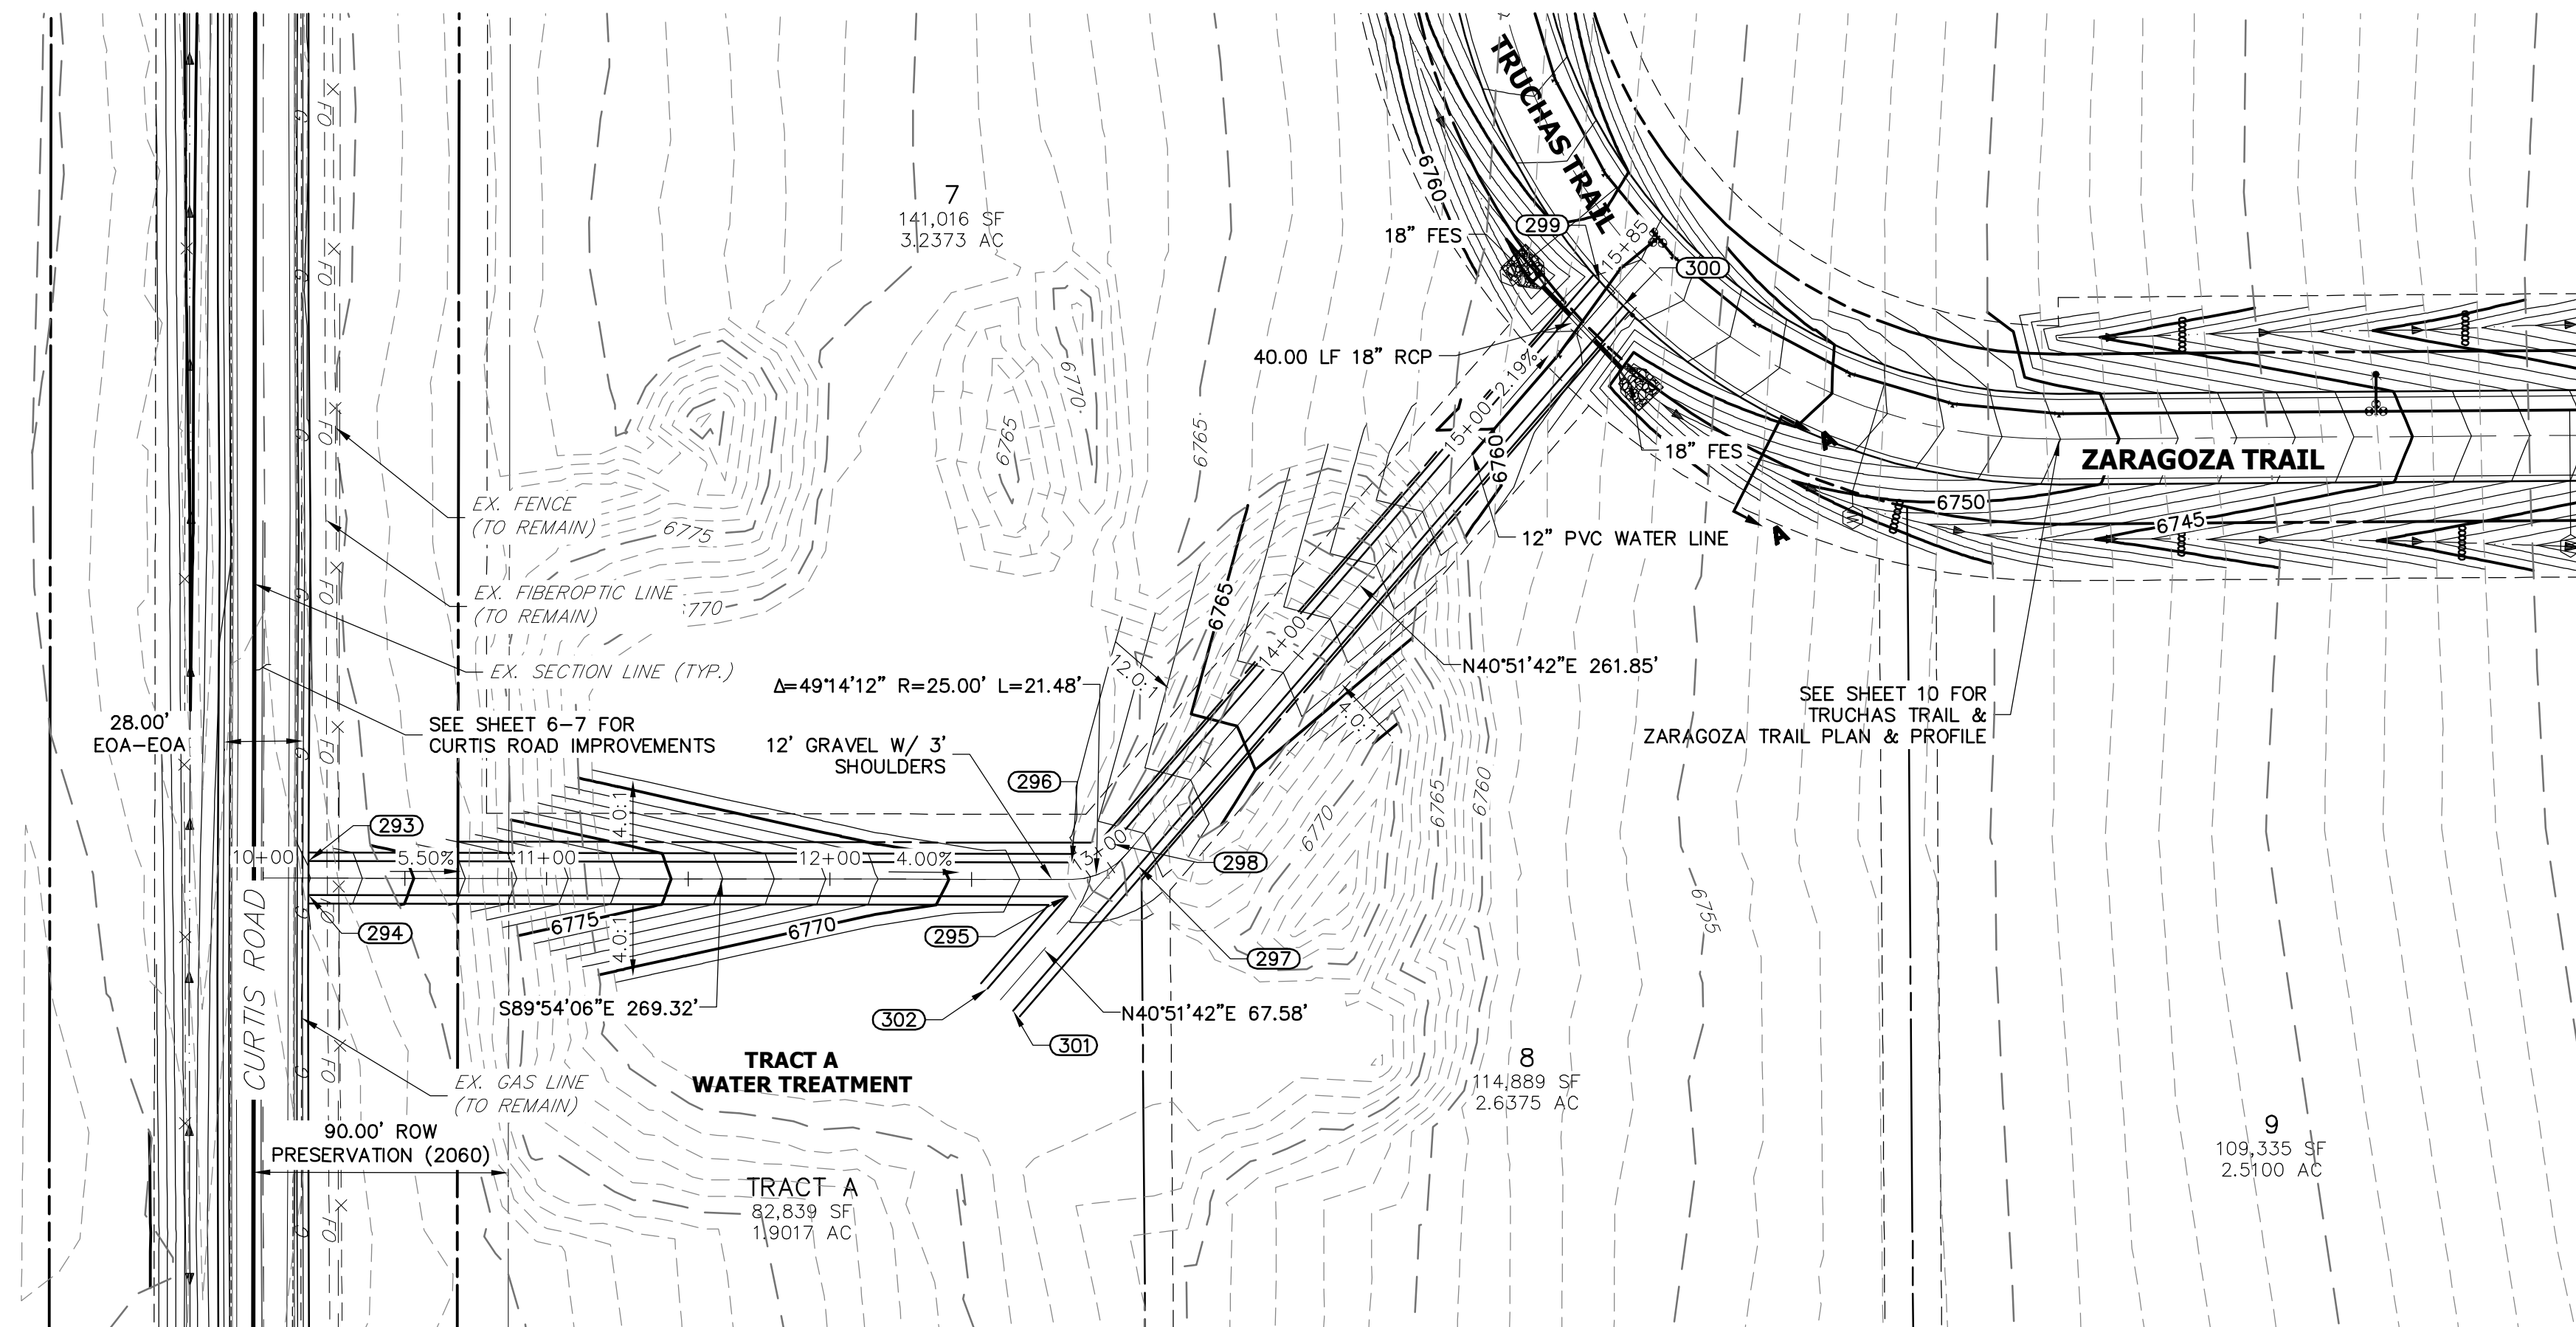 TRUCHAS TRAIL
6760
299
18" FES
15+85
300
7
141,016 SF
3.2373 AC
40.00 LF 18" RCP
-2.19%
15+00
6760
18" FES
A
A
ZARAGOZA TRAIL
6750
6745
12" PVC WATER LINE
6770
6765
6765
EX. FENCE
(TO REMAIN)
6775
EX. FIBEROPTIC LINE
(TO REMAIN)
6770
6765
14+00
12.0:1
4.0:1
N40°51'42"E 261.85'
EX. SECTION LINE (TYP.)
Δ=49°14'12" R=25.00' L=21.48'
28.00'
EOA-EOA
SEE SHEET 6-7 FOR
CURTIS ROAD IMPROVEMENTS
12' GRAVEL W/ 3'
SHOULDERS
SEE SHEET 10 FOR
TRUCHAS TRAIL &
ZARAGOZA TRAIL PLAN & PROFILE
296
293
4.0:1
10+00
5.50%
11+00
12+00
4.00%
13+00
298
6770
6765
6760
294
6775
4.0:1
6770
295
297
6755
CURTIS ROAD
S89°54'06"E 269.32'
302
N40°51'42"E 67.58'
301
TRACT A
WATER TREATMENT
8
114,889 SF
2.6375 AC
EX. GAS LINE
(TO REMAIN)
90.00' ROW
PRESERVATION (2060)
9
109,335 SF
2.5100 AC
TRACT A
82,839 SF
1.9017 AC
FO
FO
FO
FO
FO
FO
FO
FO
G
G
G
G
G
G
G
G